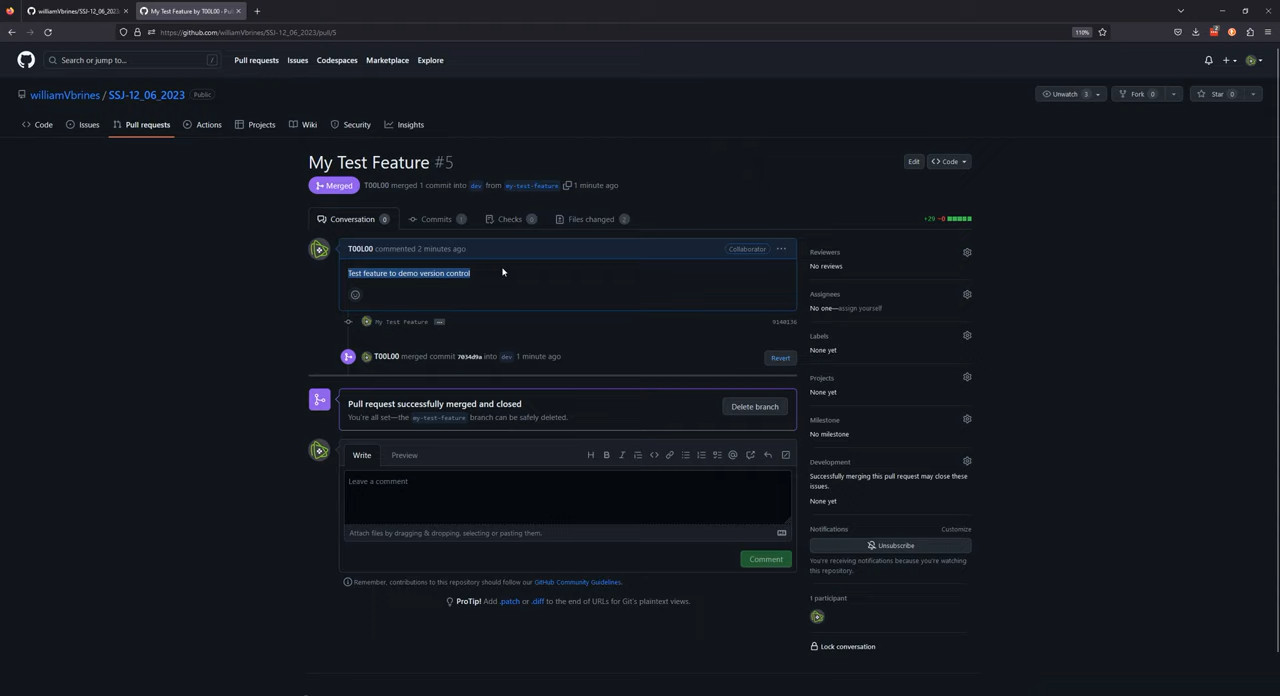 williamVbrines/SSJ-12_06_2023
My Test Feature by T00L00 · Pull
https://github.com/williamVbrines/SSJ-12_06_2023/pull/5
110%
Search or jump to...
/
Pull requests
Issues
Codespaces
Marketplace
Explore
williamVbrines / SSJ-12_06_2023
Public
Unwatch 3
Fork 0
Star 0
Code
Issues
Pull requests
Actions
Projects
Wiki
Security
Insights
My Test Feature #5
Edit
Code
Merged
T00L00 merged 1 commit into dev from my-test-feature 1 minute ago
Conversation 0
Commits 1
Checks 0
Files changed 2
+29 −0
T00L00 commented 2 minutes ago
Collaborator
Test feature to demo version control
My Test Feature
T00L00 merged commit 7034d9a into dev 1 minute ago
Revert
Pull request successfully merged and closed
You're all set—the my-test-feature branch can be safely deleted.
Delete branch
Write
Preview
Leave a comment
Attach files by dragging & dropping, selecting or pasting them.
Comment
Remember, contributions to this repository should follow our GitHub Community Guidelines.
ProTip! Add .patch or .diff to the end of URLs for Git's plaintext views.
Reviewers
No reviews
Assignees
No one—assign yourself
Labels
None yet
Projects
None yet
Milestone
No milestone
Development
Successfully merging this pull request may close these
issues.
None yet
Notifications
Customize
Unsubscribe
You're receiving notifications because you're watching
this repository.
1 participant
Lock conversation